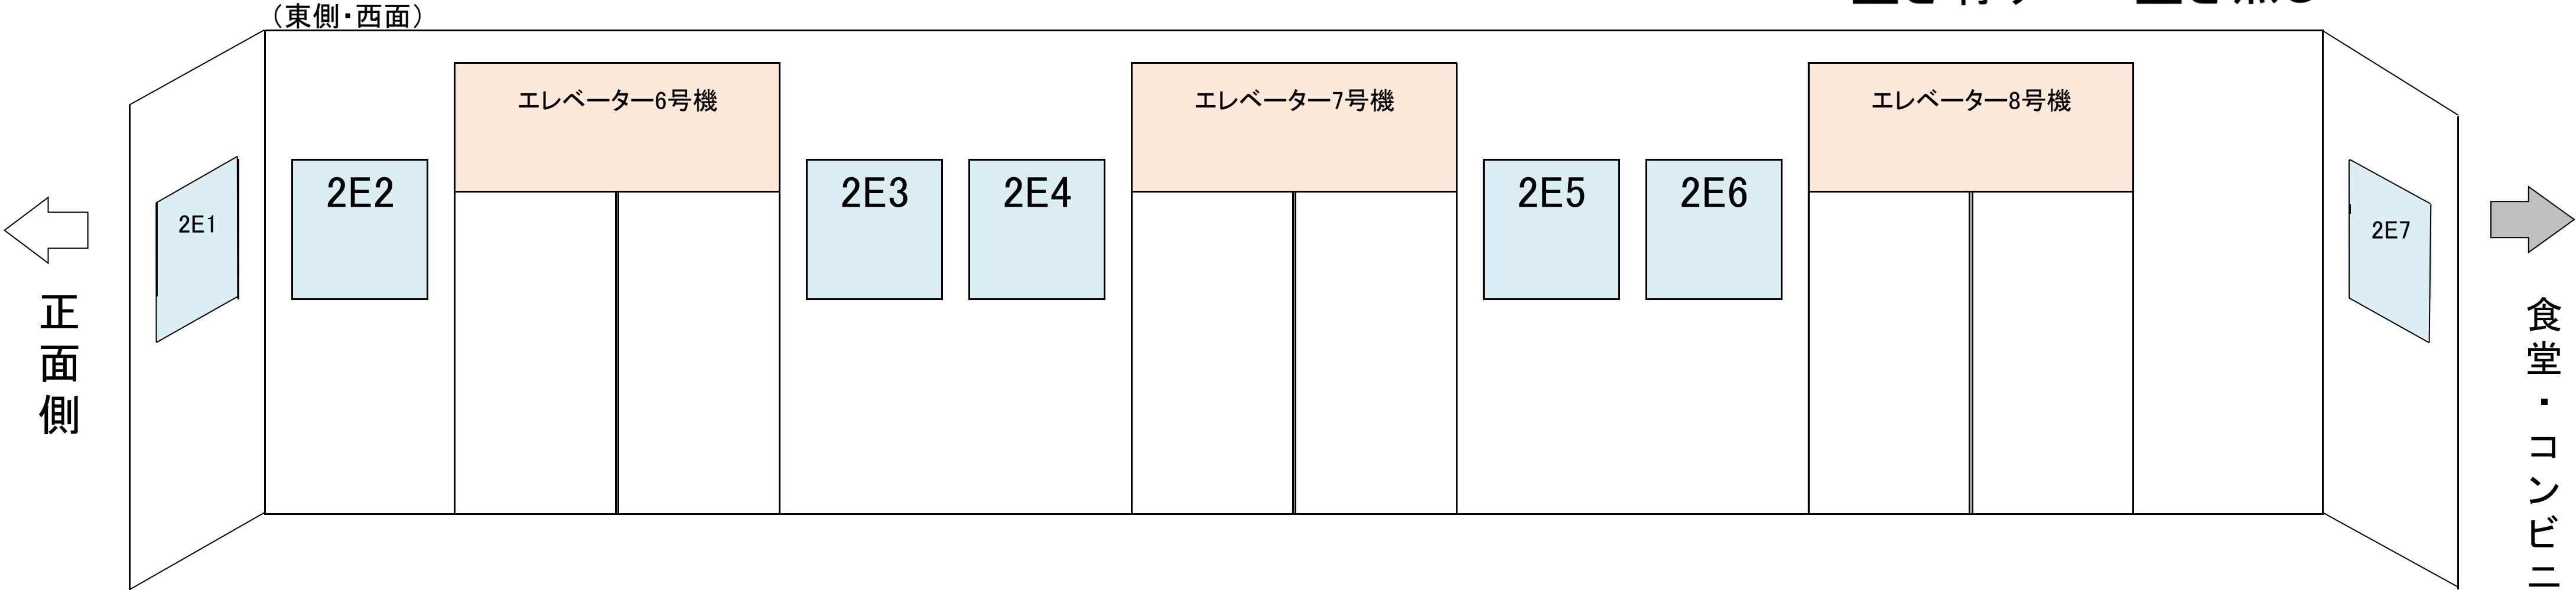 （東側・西面）
エレベーター6号機
エレベーター7号機
エレベーター8号機
2E1
2E2
2E3
2E4
2E5
2E6
2E7
正面側
食堂・コンビニ